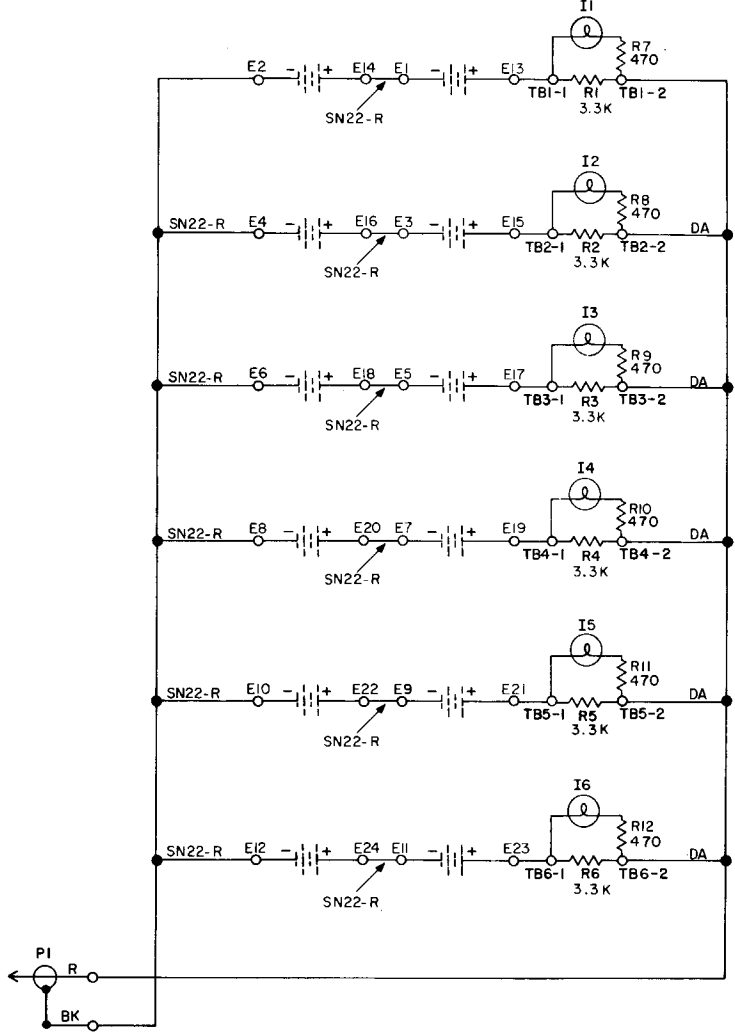 I1
R7
470
E2 - + E14 E1 - + E13
TB1-1 R1 TB1-2
3.3K
SN22-R
I2
R8
470
SN22-R E4 - + E16 E3 - + E15 DA
TB2-1 R2 TB2-2
3.3K
SN22-R
I3
R9
470
SN22-R E6 - + E18 E5 - + E17 DA
TB3-1 R3 TB3-2
3.3K
SN22-R
I4
R10
470
SN22-R E8 - + E20 E7 - + E19 DA
TB4-1 R4 TB4-2
3.3K
SN22-R
I5
R11
470
SN22-R E10 - + E22 E9 - + E21 DA
TB5-1 R5 TB5-2
3.3K
SN22-R
I6
R12
470
SN22-R E12 - + E24 E11 - + E23 DA
TB6-1 R6 TB6-2
3.3K
SN22-R
P1
R
BK